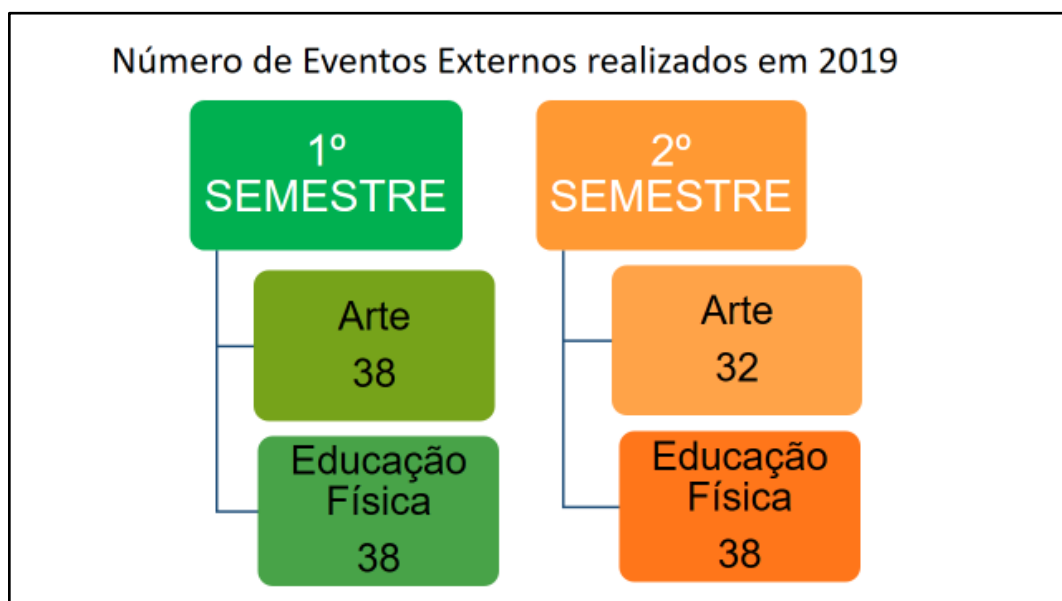 Número de Eventos Externos realizados em 2019
1º
SEMESTRE
Arte
38
Educação
Física
38
2º
SEMESTRE
Arte
32
Educação
Física
38